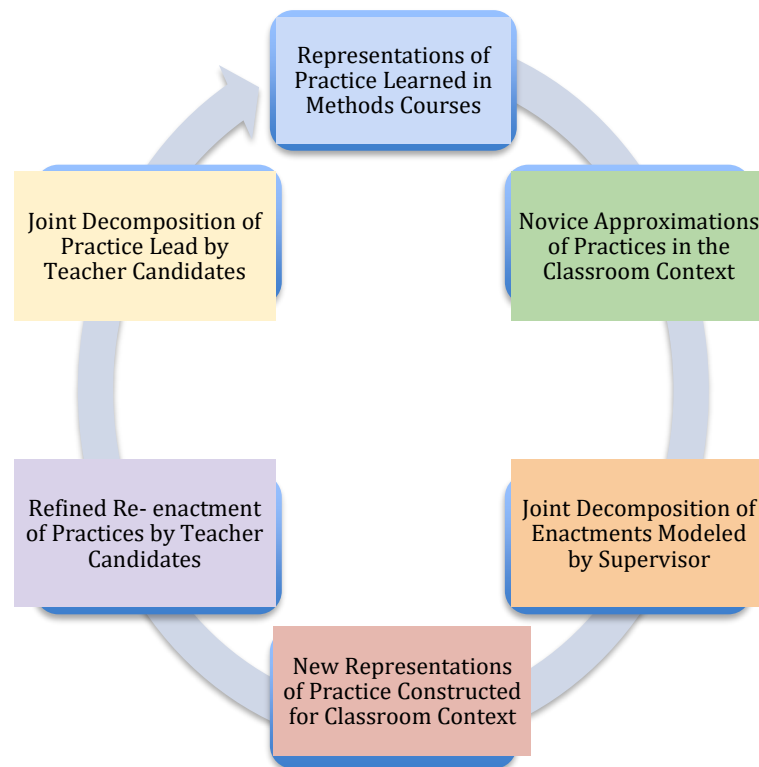 Representations of
Practice Learned in
Methods Courses
Novice Approximations
of Practices in the
Classroom Context
Joint Decomposition of
Enactments Modeled
by Supervisor
New Representations
of Practice Constructed
for Classroom Context
Refined Re- enactment
of Practices by Teacher
Candidates
Joint Decomposition of
Practice Lead by
Teacher Candidates